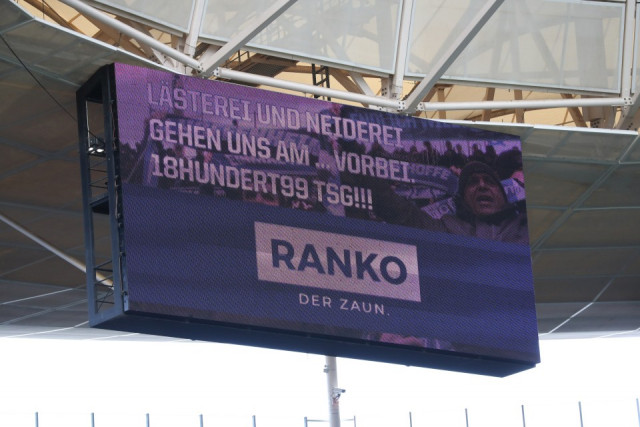 LÄSTEREI UND NEIDEREI
GEHEN UNS AM ... VORBEI.
18HUNDERT99 TSG!!!
RANKO
DER ZAUN.